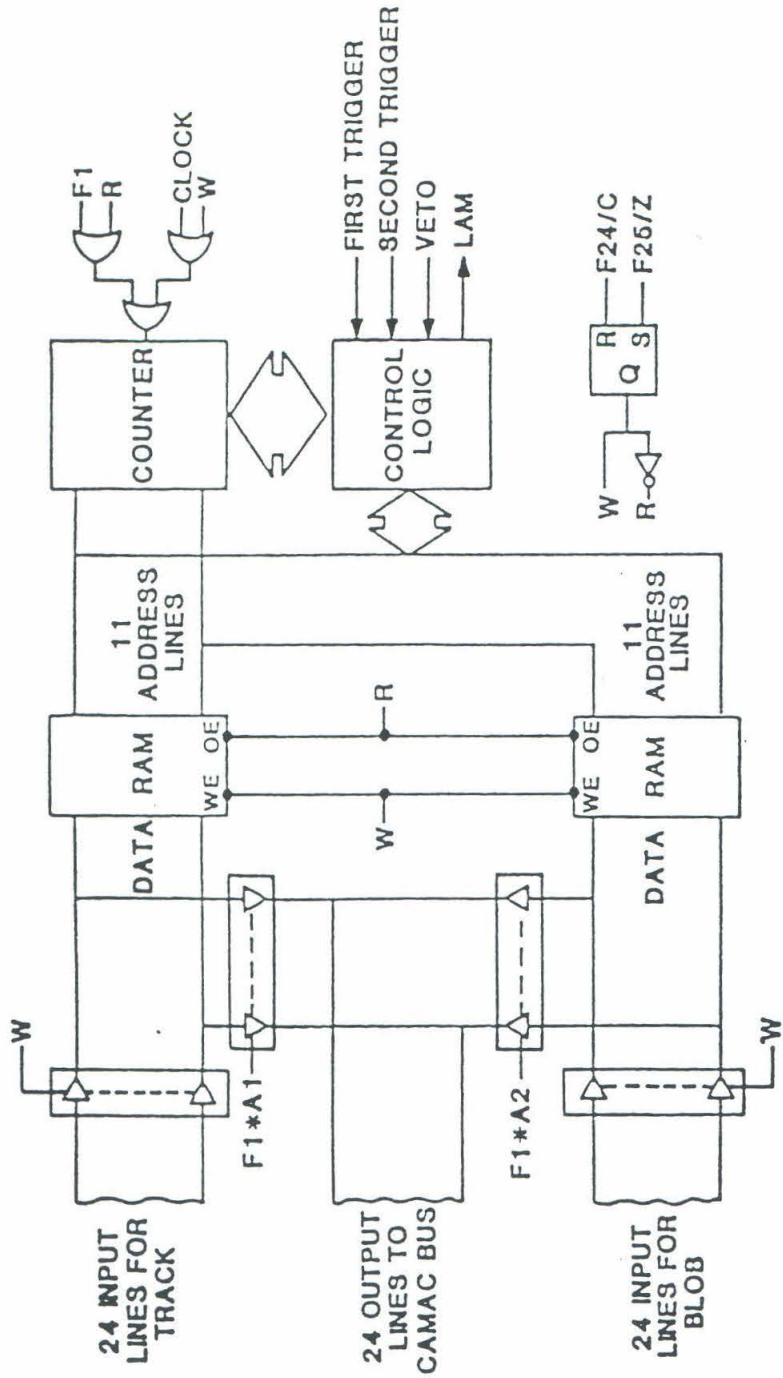 24 INPUT
LINES FOR
TRACK
W
DATA
RAM
WE OE
11
ADDRESS
LINES
COUNTER
F1
R
CLOCK
W
F1*A1
24 OUTPUT
LINES TO
CAMAC BUS
W
R
CONTROL
LOGIC
FIRST TRIGGER
SECOND TRIGGER
VETO
LAM
F1*A2
24 INPUT
LINES FOR
BLOB
W
DATA
RAM
WE OE
11
ADDRESS
LINES
W
R
Q
R
S
F24/C
F26/Z